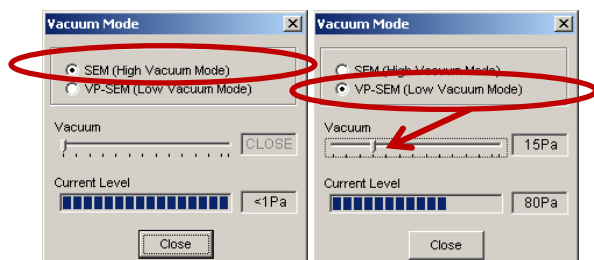 Vacuum Mode
SEM (High Vacuum Mode)
VP-SEM (Low Vacuum Mode)
Vacuum
CLOSE
Current Level
<1Pa
Close
Vacuum Mode
SEM (High Vacuum Mode)
VP-SEM (Low Vacuum Mode)
Vacuum
15Pa
Current Level
80Pa
Close